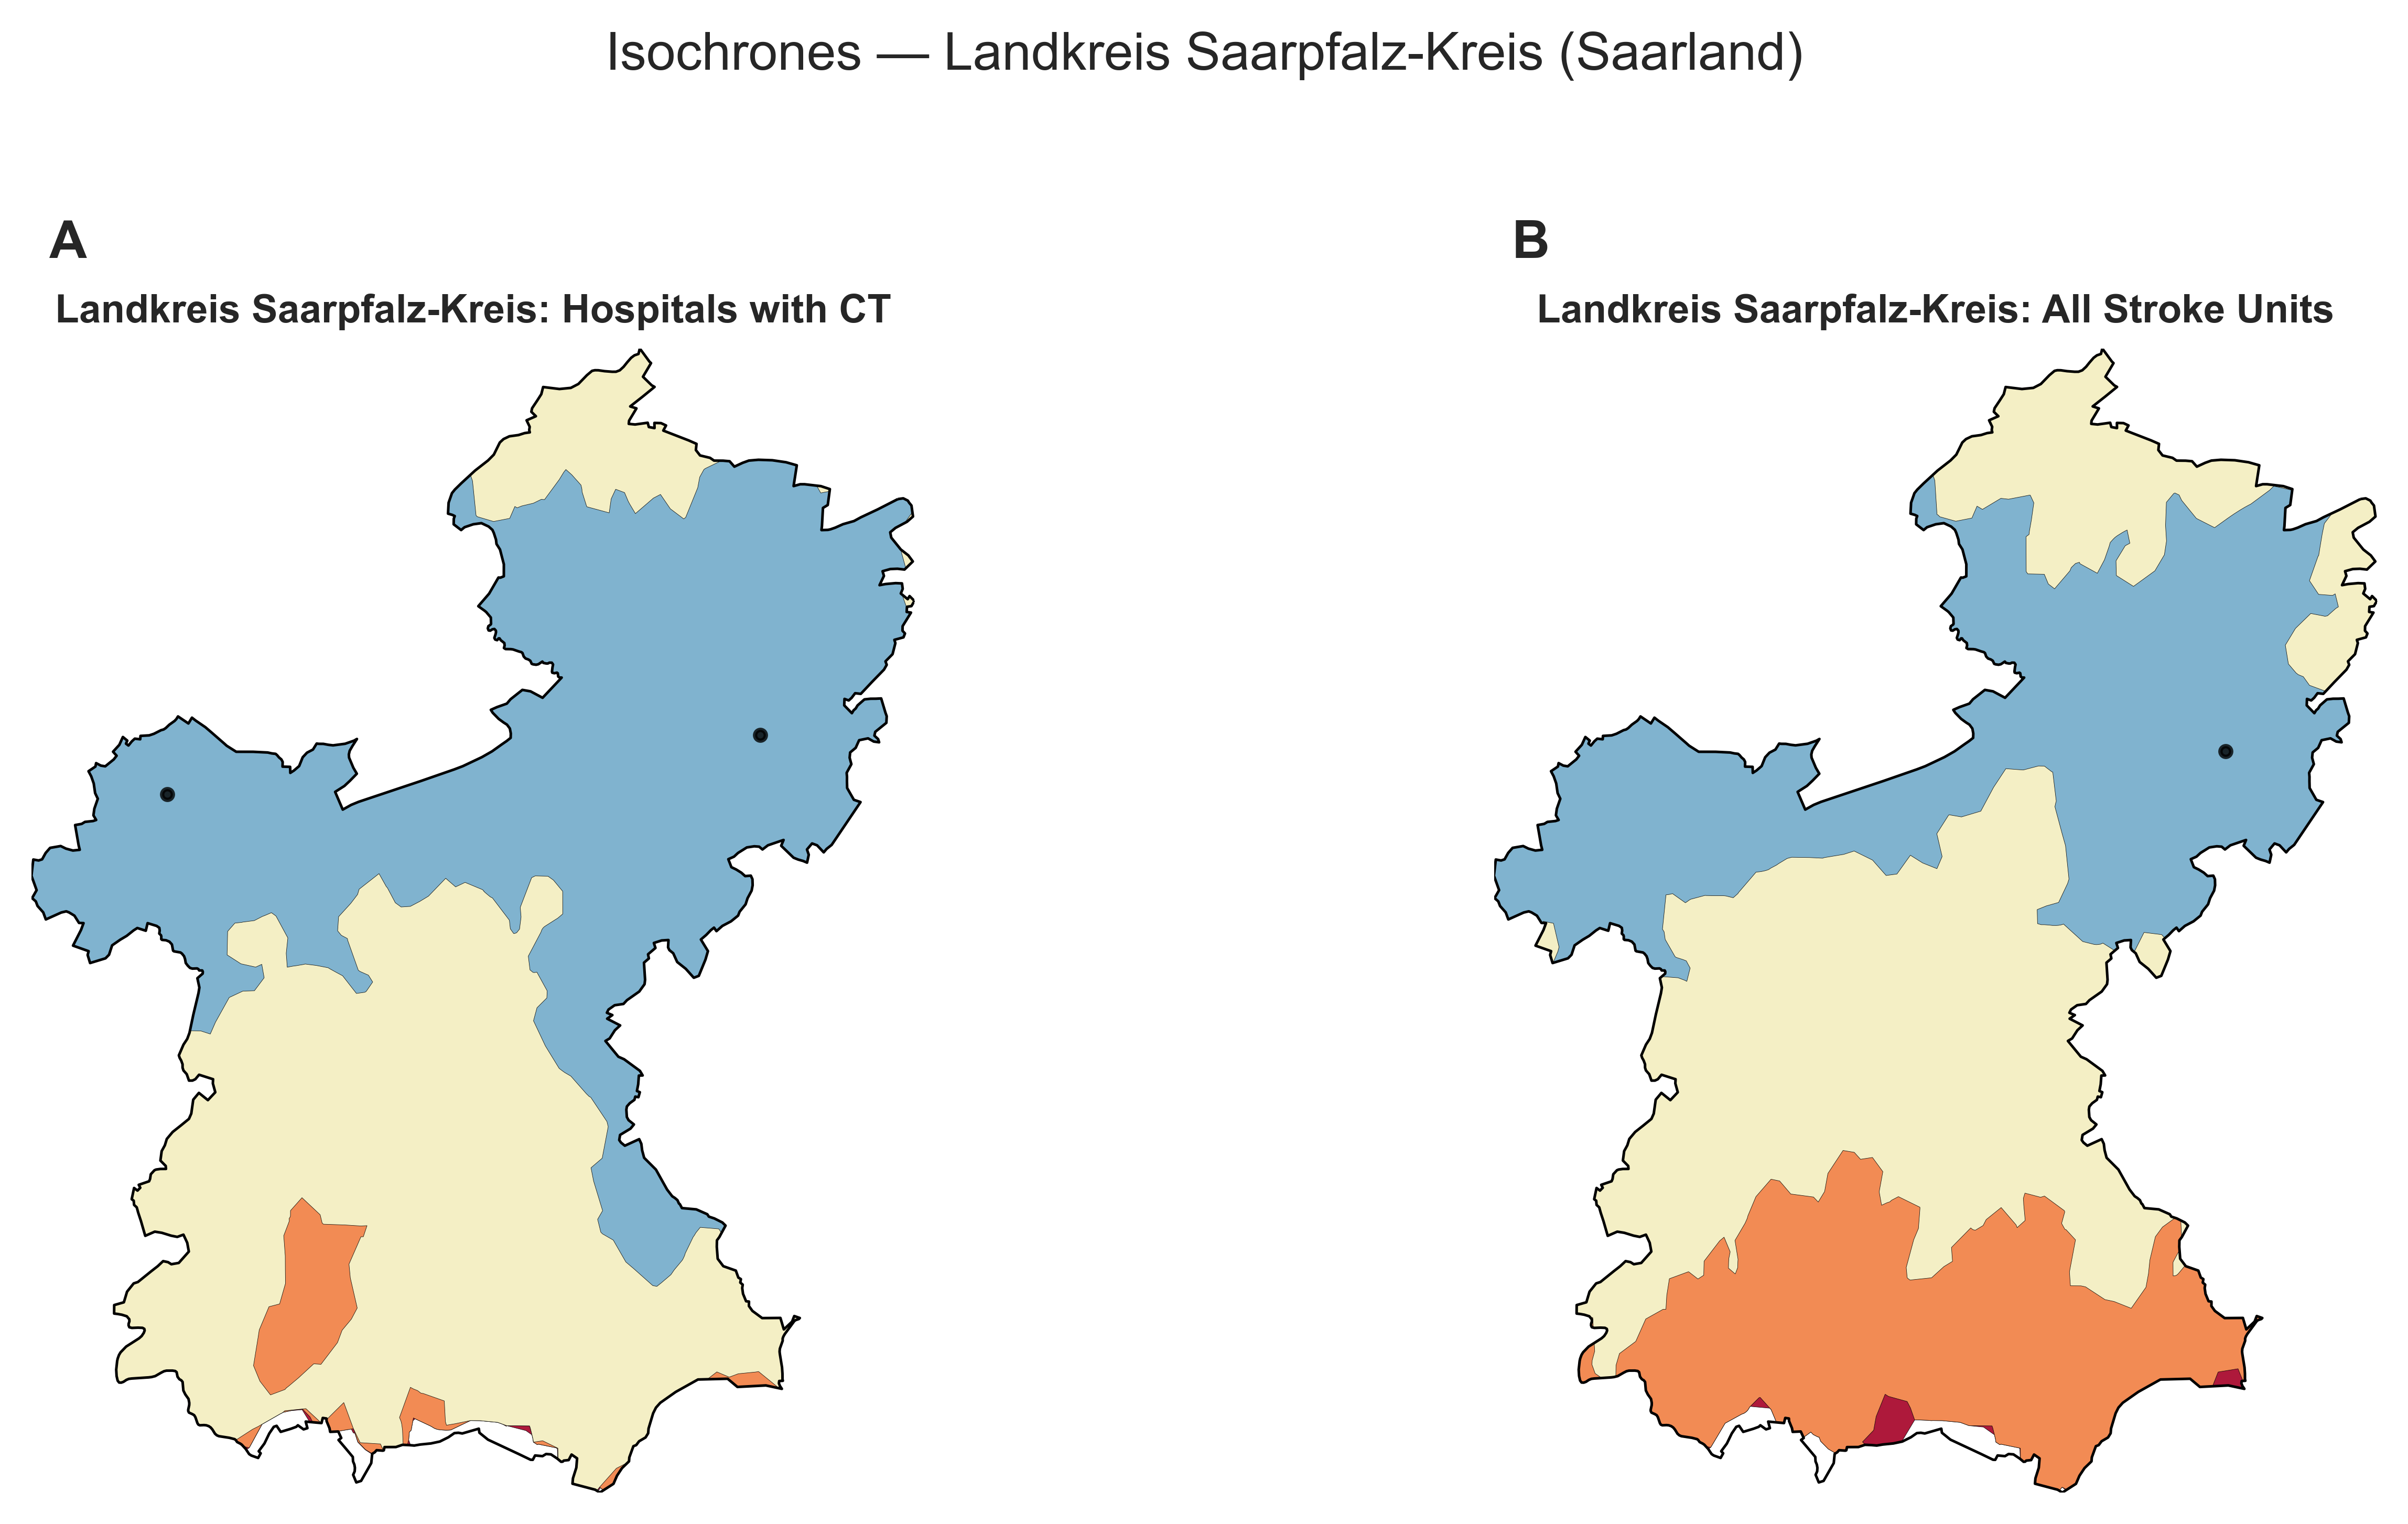 Isochrones — Landkreis Saarpfalz-Kreis (Saarland)
A
Landkreis Saarpfalz-Kreis: Hospitals with CT
B
Landkreis Saarpfalz-Kreis: All Stroke Units